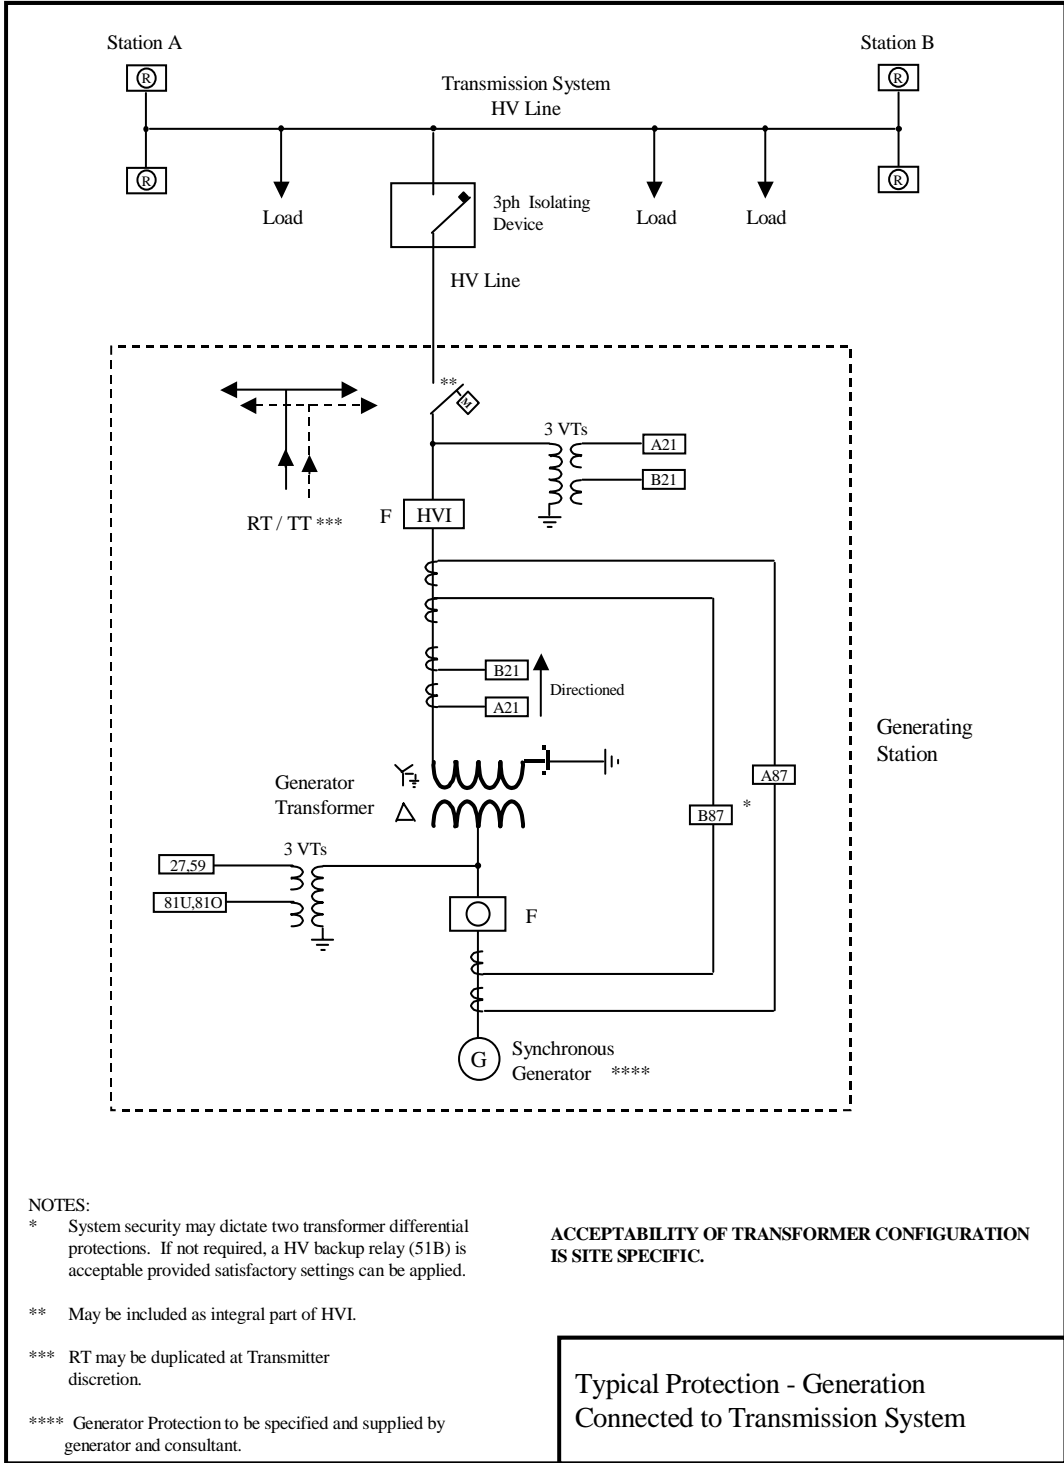 Station A
Station B
R
R
Transmission System
HV Line
R
R
Load
3ph Isolating
Device
Load
Load
HV Line
**
M
3 VTs
A21
B21
RT / TT ***
F
HVI
B21
A21
Directioned
Generating
Station
Generator
Transformer
A87
B87
*
3 VTs
27,59
81U,81O
F
G
Synchronous
Generator ****
NOTES:
* System security may dictate two transformer differential
protections. If not required, a HV backup relay (51B) is
acceptable provided satisfactory settings can be applied.
** May be included as integral part of HVI.
*** RT may be duplicated at Transmitter
discretion.
**** Generator Protection to be specified and supplied by
generator and consultant.
ACCEPTABILITY OF TRANSFORMER CONFIGURATION
IS SITE SPECIFIC.
Typical Protection - Generation
Connected to Transmission System